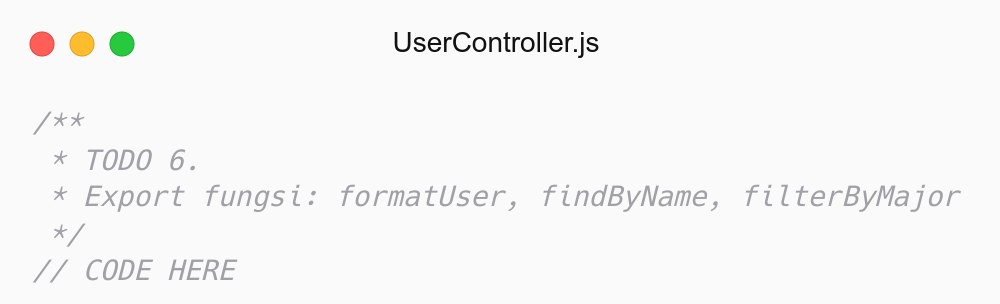 UserController.js
/**
 * TODO 6.
 * Export fungsi: formatUser, findByName, filterByMajor
 */
// CODE HERE